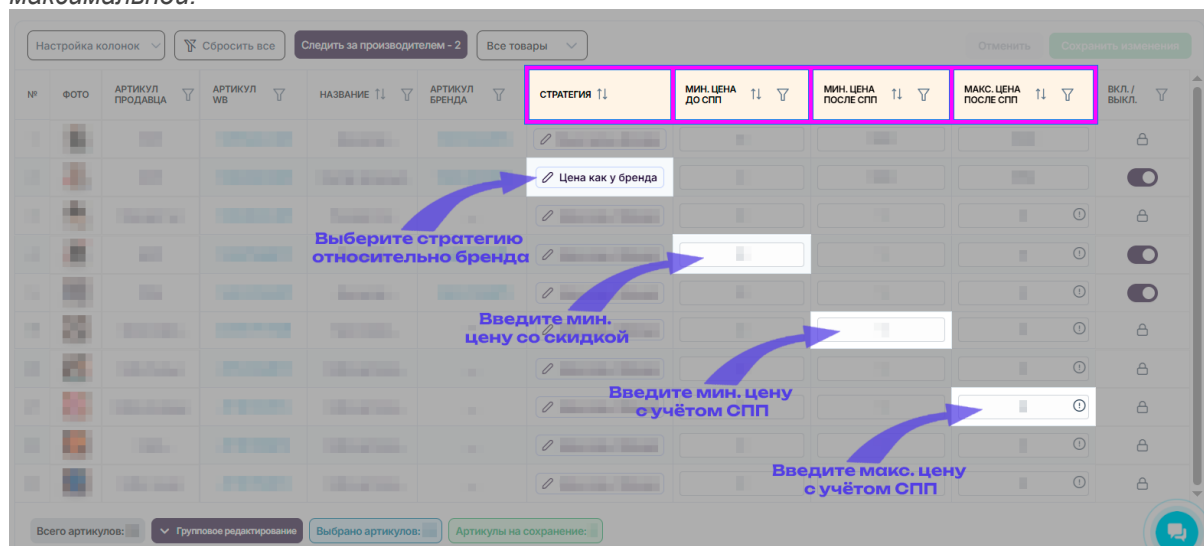 максимальной.
Настройка колонок
Сбросить все
Следить за производителем - 2
Все товары
Отменить
Сохранить изменения
№
ФОТО
АРТИКУЛ
ПРОДАВЦА
АРТИКУЛ
WB
НАЗВАНИЕ
АРТИКУЛ
БРЕНДА
СТРАТЕГИЯ
МИН. ЦЕНА
ДО СПП
МИН. ЦЕНА
ПОСЛЕ СПП
МАКС. ЦЕНА
ПОСЛЕ СПП
ВКЛ. /
ВЫКЛ.
Цена как у бренда
Выберите стратегию
относительно бренда
Введите мин.
цену со скидкой
Введите мин. цену
с учётом СПП
Введите макс. цену
с учётом СПП
Всего артикулов:
Групповое редактирование
Выбрано артикулов:
Артикулы на сохранение: